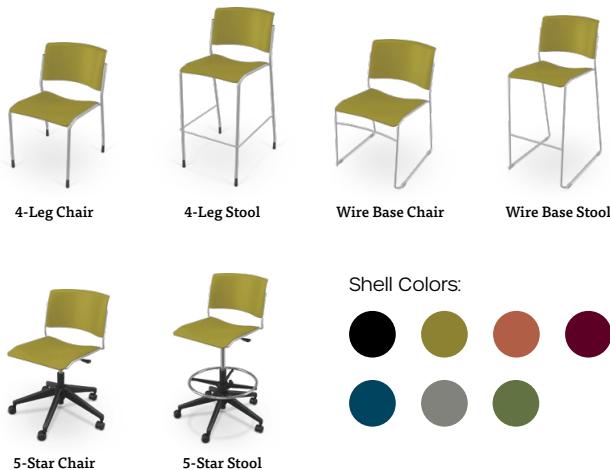 4-Leg Chair
4-Leg Stool
Wire Base Chair
Wire Base Stool
Shell Colors:
5-Star Chair
5-Star Stool